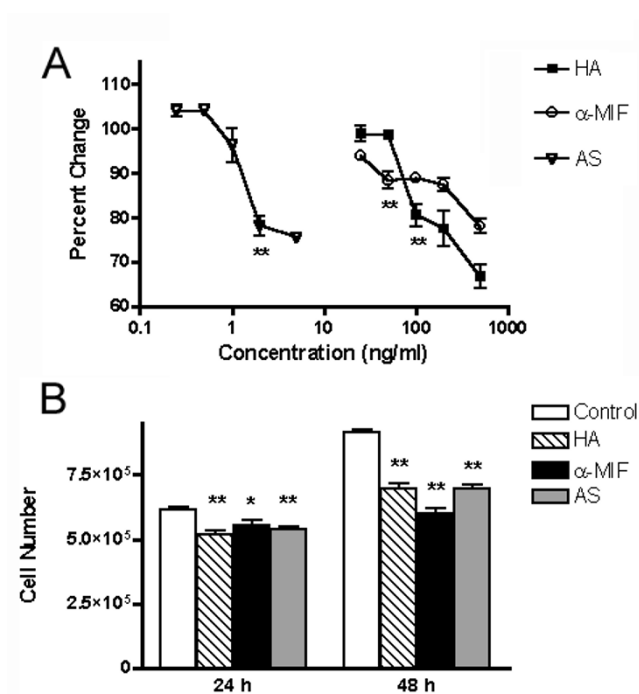 A
HA
α-MIF
AS
Percent Change
110
100
90
80
70
60
**
**
**
0.1
1
10
100
1000
Concentration (ng/ml)
B
Control
HA
α-MIF
AS
Cell Number
7.5×10⁵
5.0×10⁵
2.5×10⁵
0
** * **
** ** **
24 h
48 h